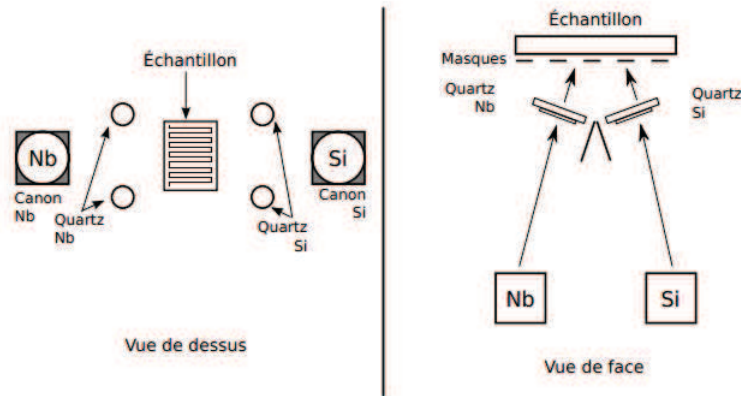 Échantillon
Nb
Si
Canon
Nb
Quartz
Nb
Quartz
Si
Canon
Si
Vue de dessus
Échantillon
Masques
Quartz
Nb
Quartz
Si
Nb
Si
Vue de face